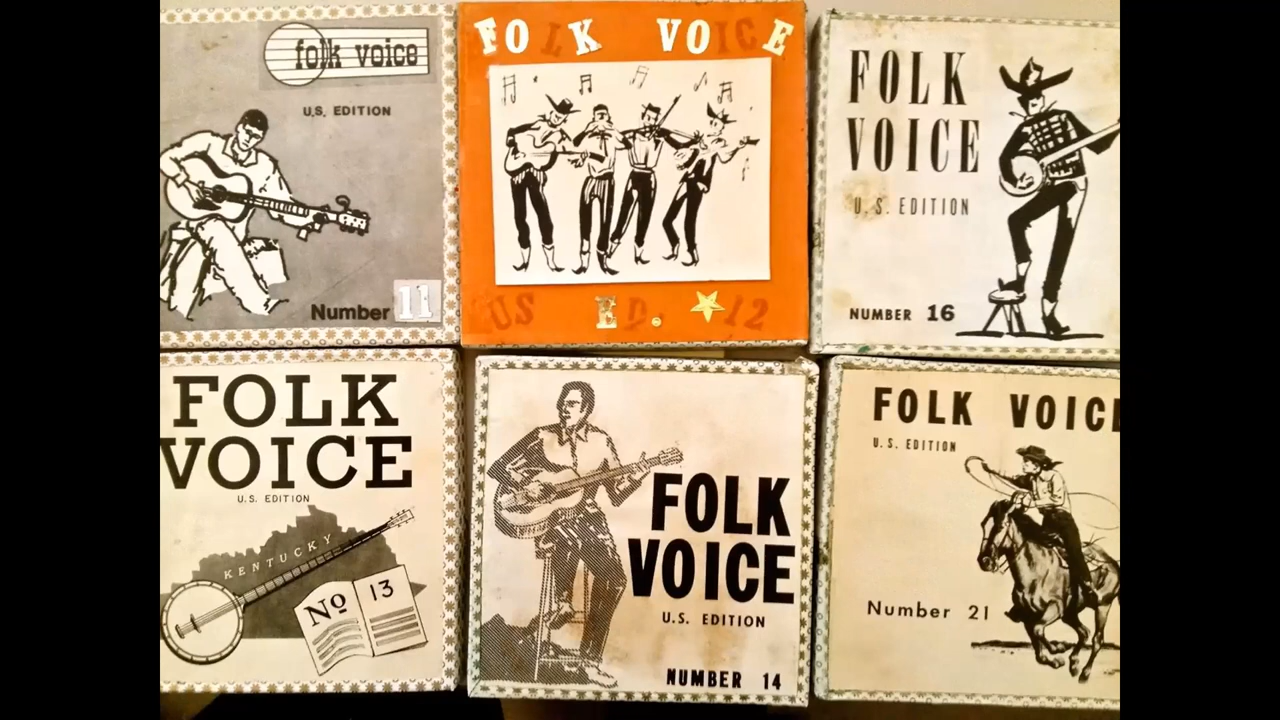 folk voice
U.S. EDITION
Number 11
FOLK VOICE
US ED. 12
FOLK
VOICE
U.S. EDITION
NUMBER 16
FOLK
VOICE
U.S. EDITION
KENTUCKY
No 13
FOLK
VOICE
U.S. EDITION
NUMBER 14
FOLK VOICE
U.S. EDITION
Number 21